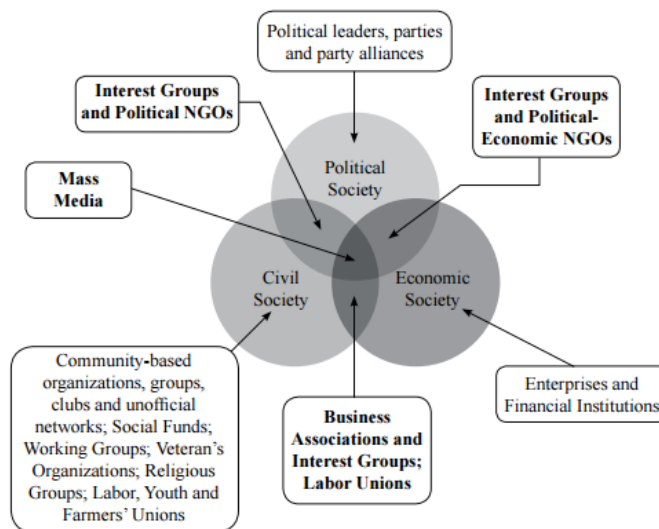 Political leaders, parties
and party alliances
Interest Groups
and Political NGOs
Interest Groups
and Political-
Economic NGOs
Mass
Media
Political
Society
Civil
Society
Economic
Society
Community-based
organizations, groups,
clubs and unofficial
networks; Social Funds;
Working Groups; Veteran's
Organizations; Religious
Groups; Labor, Youth and
Farmers' Unions
Business
Associations and
Interest Groups;
Labor Unions
Enterprises and
Financial Institutions